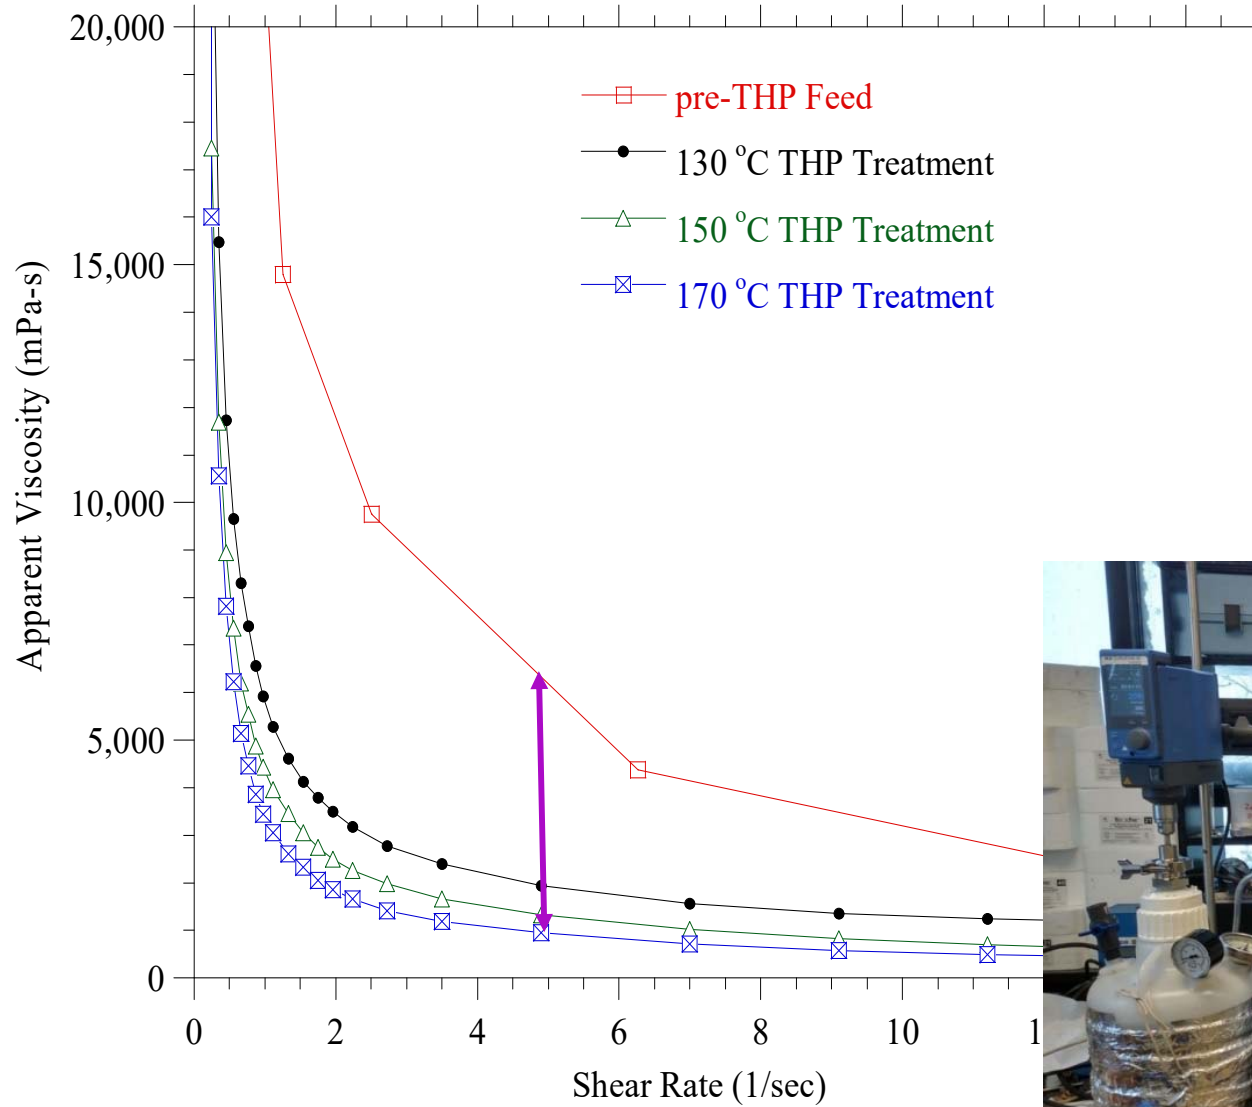 20,000
15,000
10,000
5,000
0
Apparent Viscosity (mPa-s)
pre-THP Feed
130 °C THP Treatment
150 °C THP Treatment
170 °C THP Treatment
0 2 4 6 8 10 1
Shear Rate (1/sec)